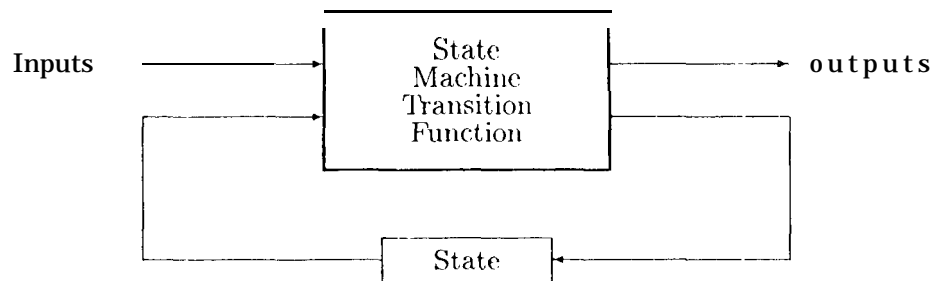 Inputs
State
Machine
Transition
Function
outputs
State